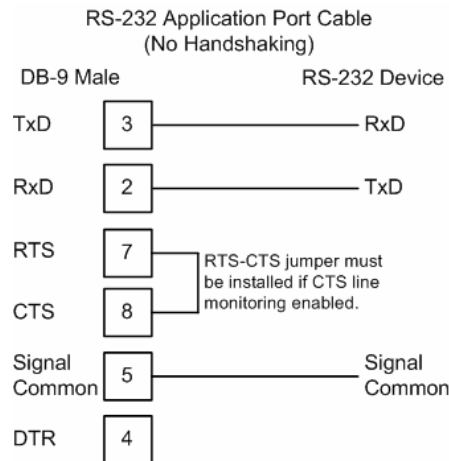 RS-232 Application Port Cable
(No Handshaking)
DB-9 Male RS-232 Device
TxD 3 RxD
RxD 2 TxD
RTS 7
RTS-CTS jumper must
be installed if CTS line
monitoring enabled.
CTS 8
Signal
Common 5 Signal
Common
DTR 4